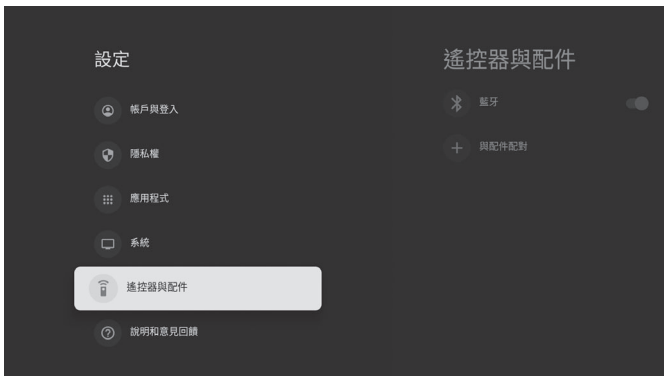 設定
帳戶與登入
隱私權
應用程式
系統
遙控器與配件
說明和意見回饋
遙控器與配件
藍牙
與配件配對